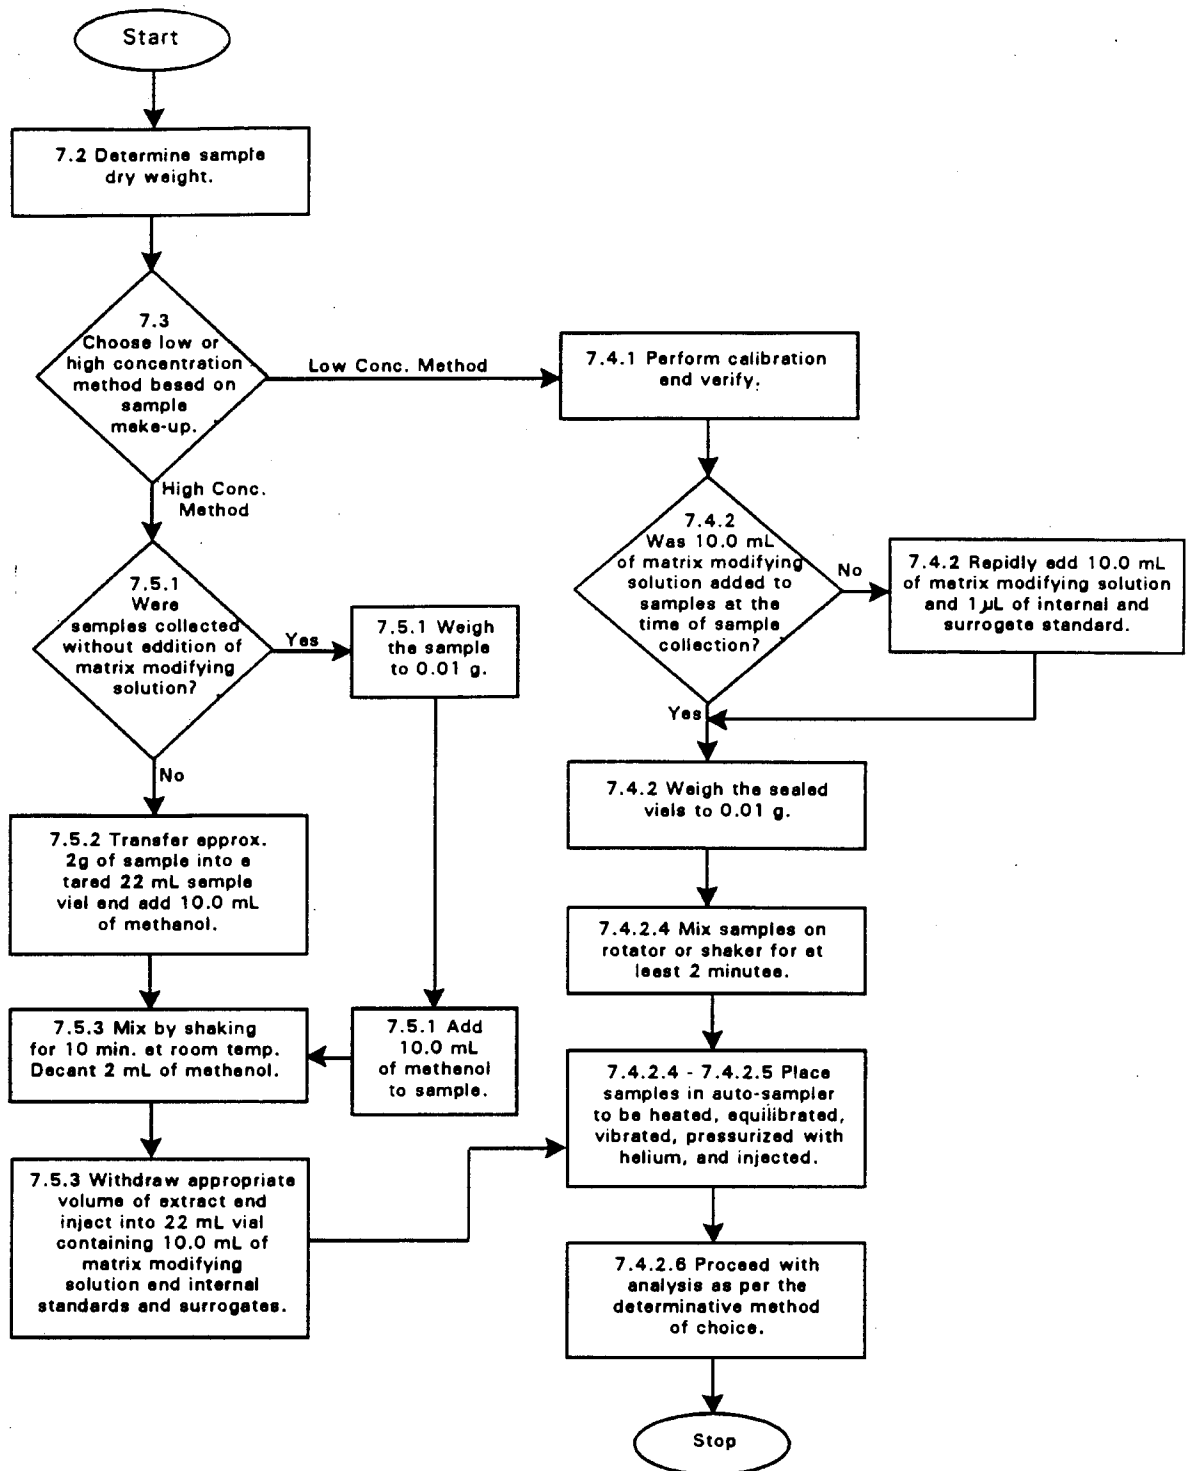 Start
7.2 Determine sample
dry weight.
7.3
Choose low or
high concentration
method based on
sample
make-up.
Low Conc. Method
High Conc.
Method
7.4.1 Perform calibration
and verify.
7.4.2
Was 10.0 mL
of matrix modifying
solution added to
samples at the
time of sample
collection?
No
7.4.2 Rapidly add 10.0 mL
of matrix modifying solution
and 1µL of internal and
surrogate standard.
Yes
7.5.1
Were
samples collected
without addition of
matrix modifying
solution?
Yes
7.5.1 Weigh
the sample
to 0.01 g.
No
7.5.2 Transfer approx.
2g of sample into a
tared 22 mL sample
vial and add 10.0 mL
of methanol.
7.5.3 Mix by shaking
for 10 min. at room temp.
Decant 2 mL of methanol.
7.5.1 Add
10.0 mL
of methanol
to sample.
7.5.3 Withdraw appropriate
volume of extract and
inject into 22 mL vial
containing 10.0 mL of
matrix modifying
solution and internal
standards and surrogates.
7.4.2 Weigh the sealed
vials to 0.01 g.
7.4.2.4 Mix samples on
rotator or shaker for at
least 2 minutes.
7.4.2.4 - 7.4.2.5 Place
samples in auto-sampler
to be heated, equilibrated,
vibrated, pressurized with
helium, and injected.
7.4.2.6 Proceed with
analysis as per the
determinative method
of choice.
Stop